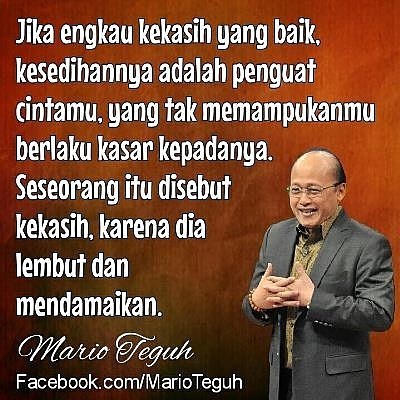 Jika engkau kekasih yang baik,
kesedihannya adalah penguat
cintamu, yang tak memampukanmu
berlaku kasar kepadanya.
Seseorang itu disebut
kekasih, karena dia
lembut dan
mendamaikan.
Mario Teguh
Facebook.com/MarioTeguh